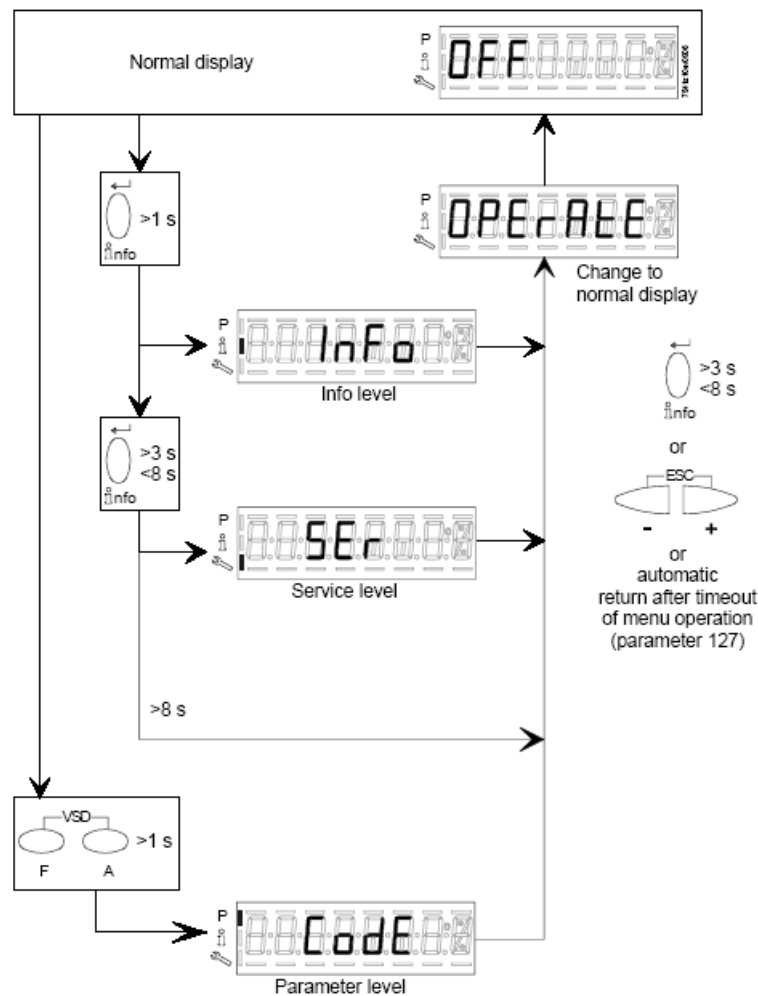 Normal display
P
i
OFF
>1 s
info
P
i
OPErAtE
Change to
normal display
P
i
InFo
Info level
>3 s
<8 s
info
>3 s
<8 s
info
or
ESC
- +
or
automatic
return after timeout
of menu operation
(parameter 127)
P
i
SEr
Service level
>8 s
VSD
>1 s
F A
P
i
CodE
Parameter level